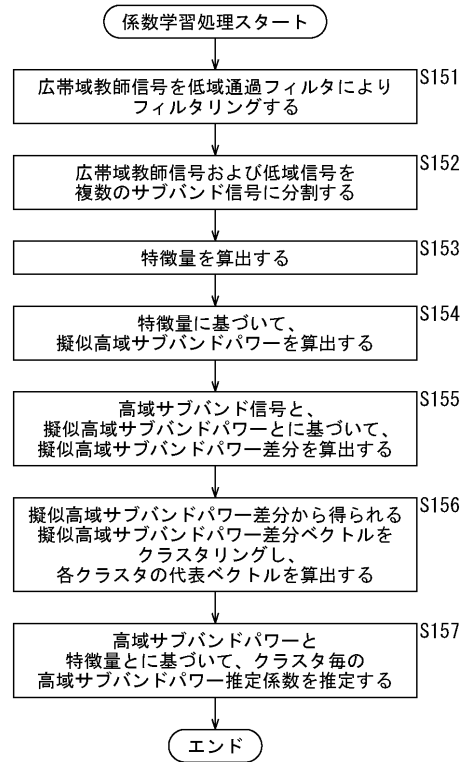 係数学習処理スタート
S151
広帯域教師信号を低域通過フィルタにより
フィルタリングする
S152
広帯域教師信号および低域信号を
複数のサブバンド信号に分割する
S153
特徴量を算出する
S154
特徴量に基づいて、
擬似高域サブバンドパワーを算出する
S155
高域サブバンド信号と、
擬似高域サブバンドパワーとに基づいて、
擬似高域サブバンドパワー差分を算出する
S156
擬似高域サブバンドパワー差分から得られる
擬似高域サブバンドパワー差分ベクトルを
クラスタリングし、
各クラスタの代表ベクトルを算出する
S157
高域サブバンドパワーと
特徴量とに基づいて、クラスタ毎の
高域サブバンドパワー推定係数を推定する
エンド